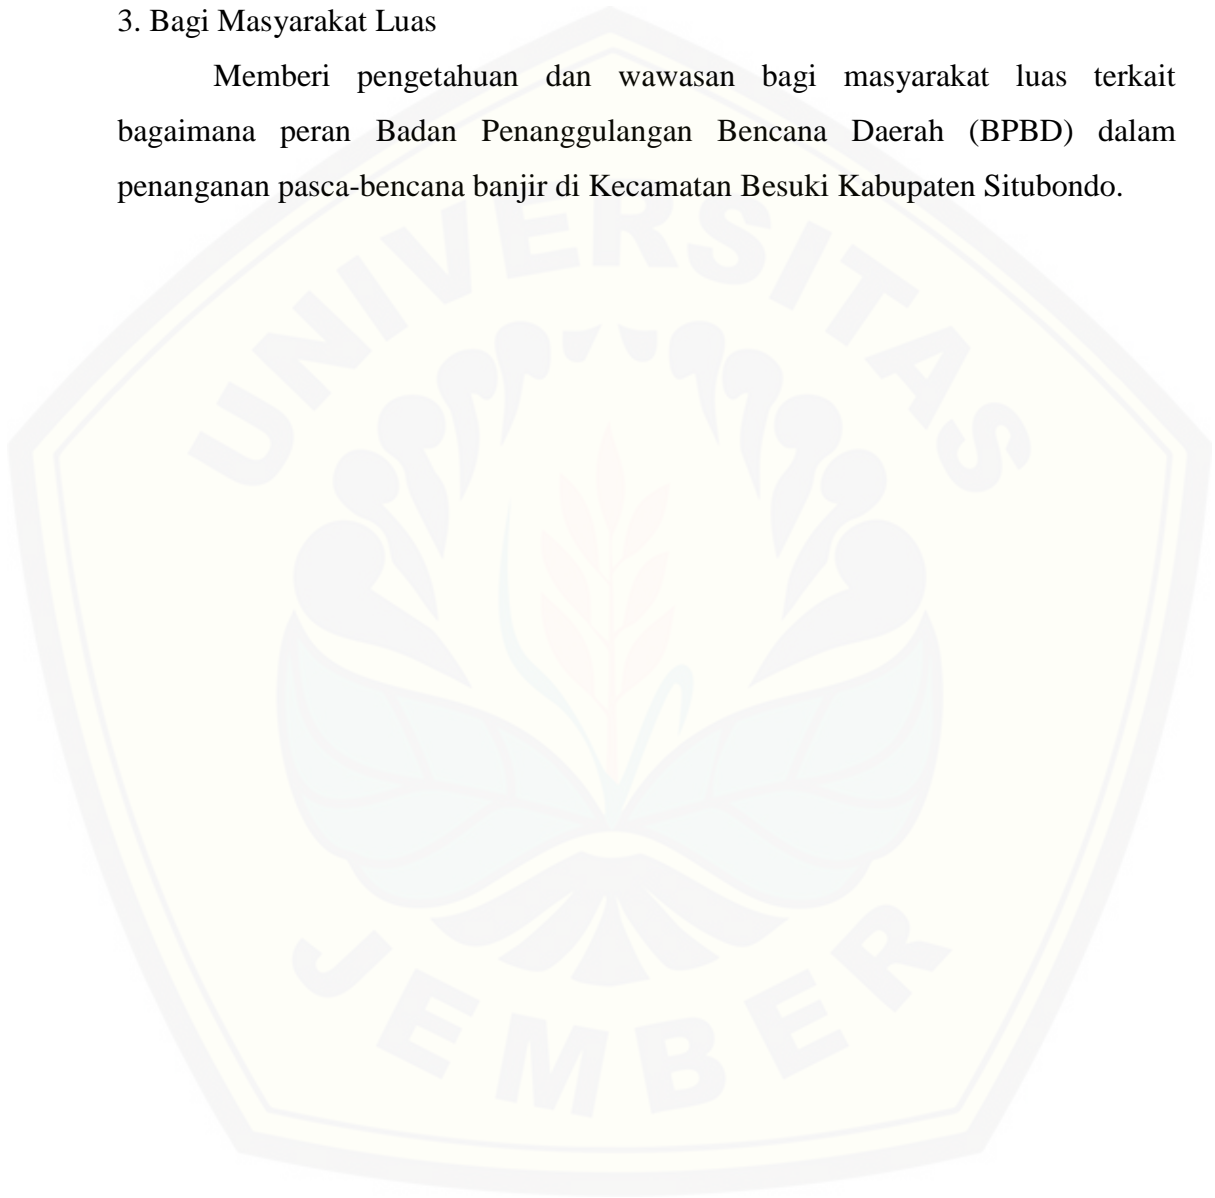 3. Bagi Masyarakat Luas
Memberi pengetahuan dan wawasan bagi masyarakat luas terkait
bagaimana peran Badan Penanggulangan Bencana Daerah (BPBD) dalam
penanganan pasca-bencana banjir di Kecamatan Besuki Kabupaten Situbondo.
UNIVERSITAS
JEMBER